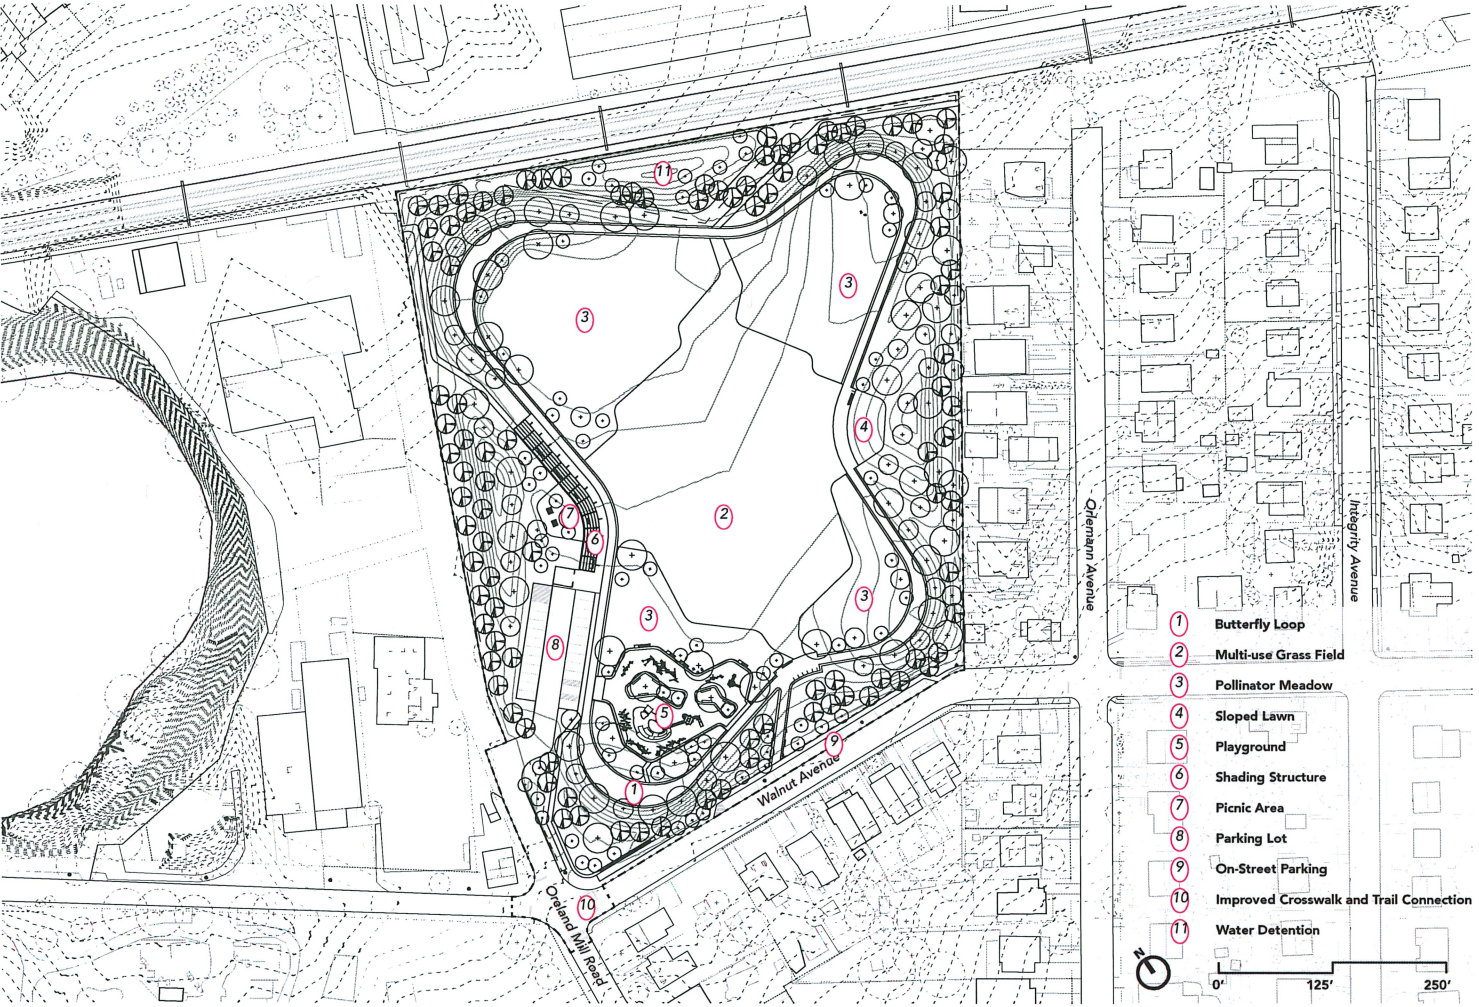 11
3
3
4
2
7
6
3
3
8
5
9
1
10
Walnut Avenue
Oreland Mill Road
Orlemann Avenue
Integrity Avenue
1 Butterfly Loop
2 Multi-use Grass Field
3 Pollinator Meadow
4 Sloped Lawn
5 Playground
6 Shading Structure
7 Picnic Area
8 Parking Lot
9 On-Street Parking
10 Improved Crosswalk and Trail Connection
11 Water Detention
N
0' 125' 250'